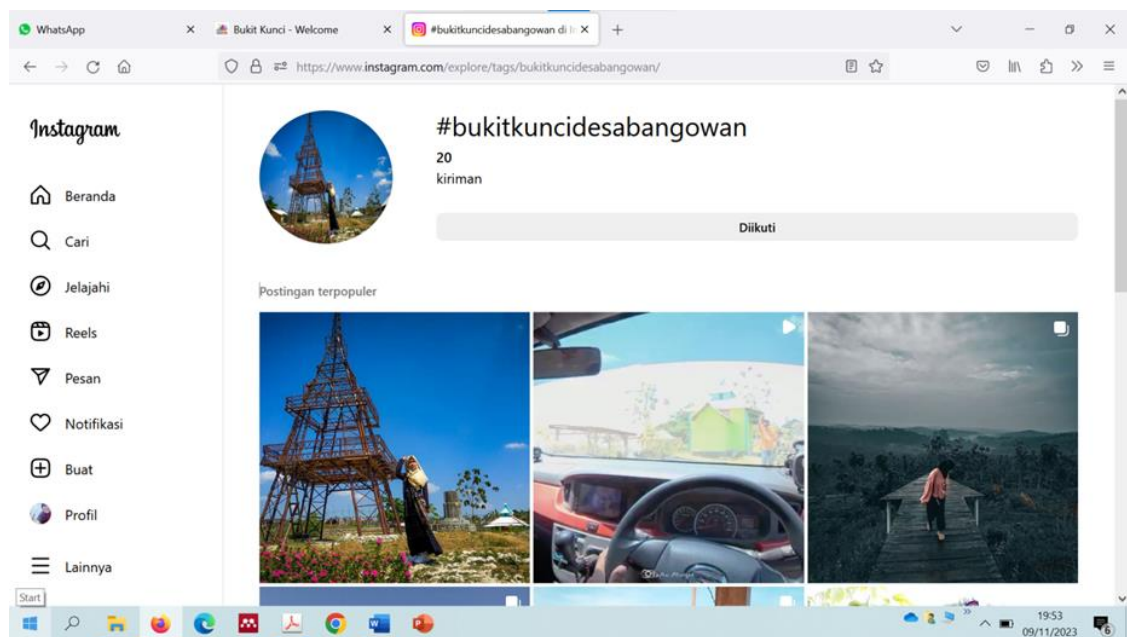 WhatsApp
Bukit Kunci - Welcome
#bukitkuncidesabangowan di
https://www.instagram.com/explore/tags/bukitkuncidesabangowan/
Instagram
#bukitkuncidesabangowan
20
kiriman
Diikuti
Beranda
Cari
Jelajahi
Reels
Pesan
Notifikasi
Buat
Profil
Lainnya
Postingan terpopuler
Start
19:53
09/11/2023
6